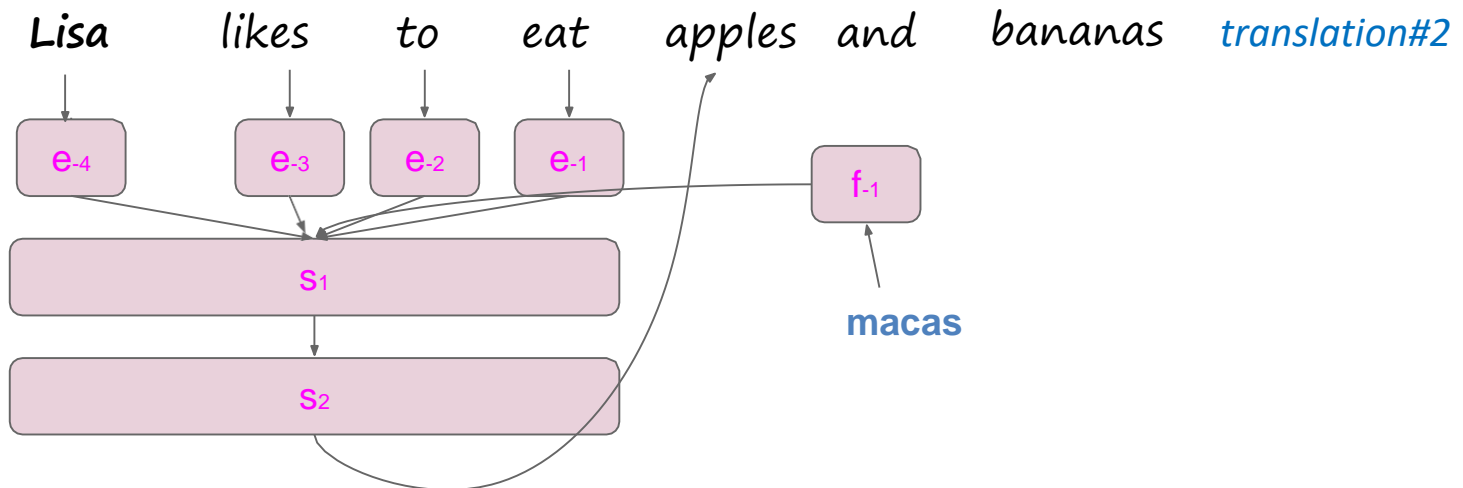 Lisa likes to eat apples and bananas translation#2
e-4 e-3 e-2 e-1 f-1
s1
macas
s2